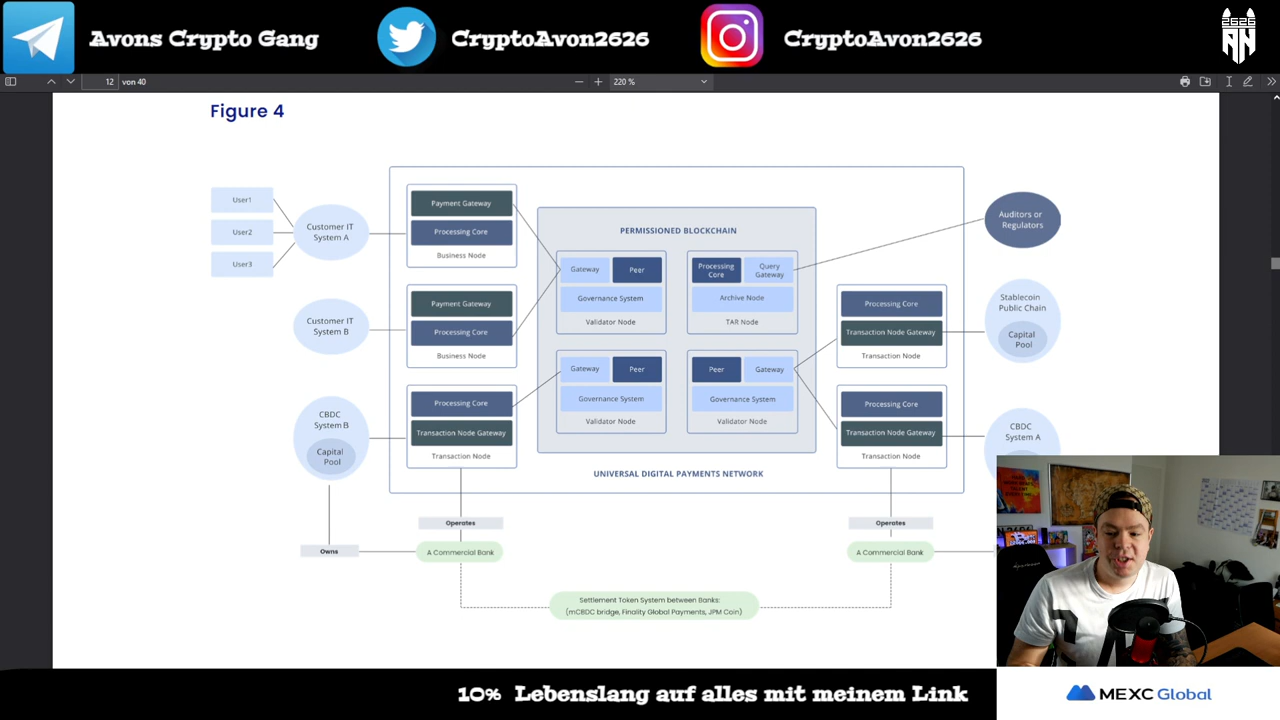 Avons Crypto Gang
CryptoAvon2626
CryptoAvon2626
2626
AN
12 von 40
220 %
Figure 4
User1
User2
User3
Customer IT
System A
Customer IT
System B
CBDC
System B
Capital
Pool
Payment Gateway
Processing Core
Business Node
Payment Gateway
Processing Core
Business Node
Processing Core
Transaction Node Gateway
Transaction Node
PERMISSIONED BLOCKCHAIN
Gateway
Peer
Governance System
Validator Node
Processing
Core
Query
Gateway
Archive Node
TAR Node
Gateway
Peer
Governance System
Validator Node
Peer
Gateway
Governance System
Validator Node
UNIVERSAL DIGITAL PAYMENTS NETWORK
Processing Core
Transaction Node Gateway
Transaction Node
Processing Core
Transaction Node Gateway
Transaction Node
Auditors or
Regulators
Stablecoin
Public Chain
Capital
Pool
CBDC
System A
Operates
Operates
Owns
A Commercial Bank
A Commercial Bank
Settlement Token System between Banks:
(mCBDC bridge, Finality Global Payments, JPM Coin)
10% Lebenslang auf alles mit meinem Link
MEXC Global